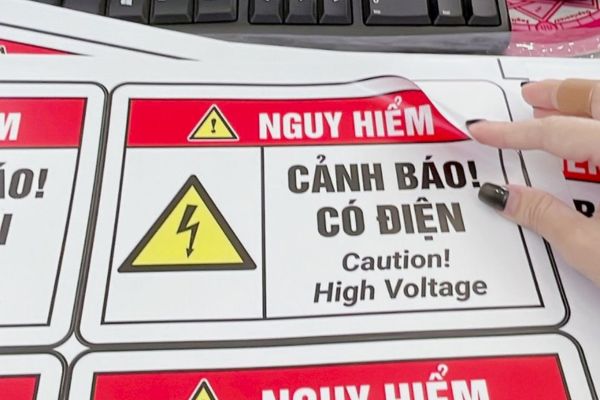 NGUY HIỂM
CẢNH BÁO!
CÓ ĐIỆN
Caution!
High Voltage
NGUY HIỂM